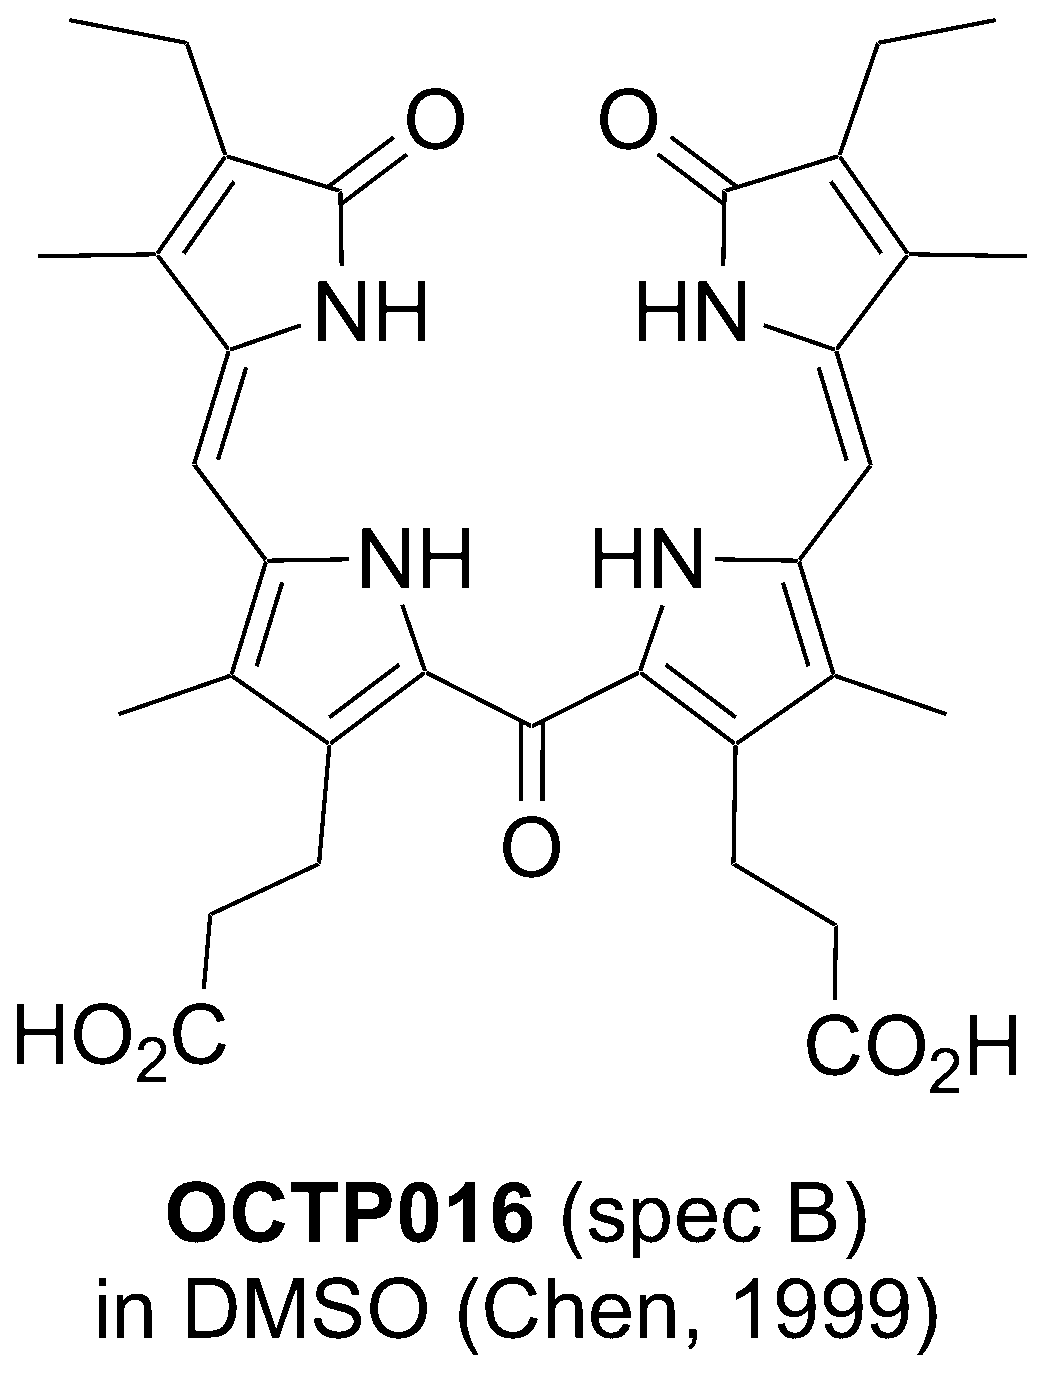 O O
NH HN
NH HN
O
HO2C CO2H
OCTP016 (spec B)
in DMSO (Chen, 1999)